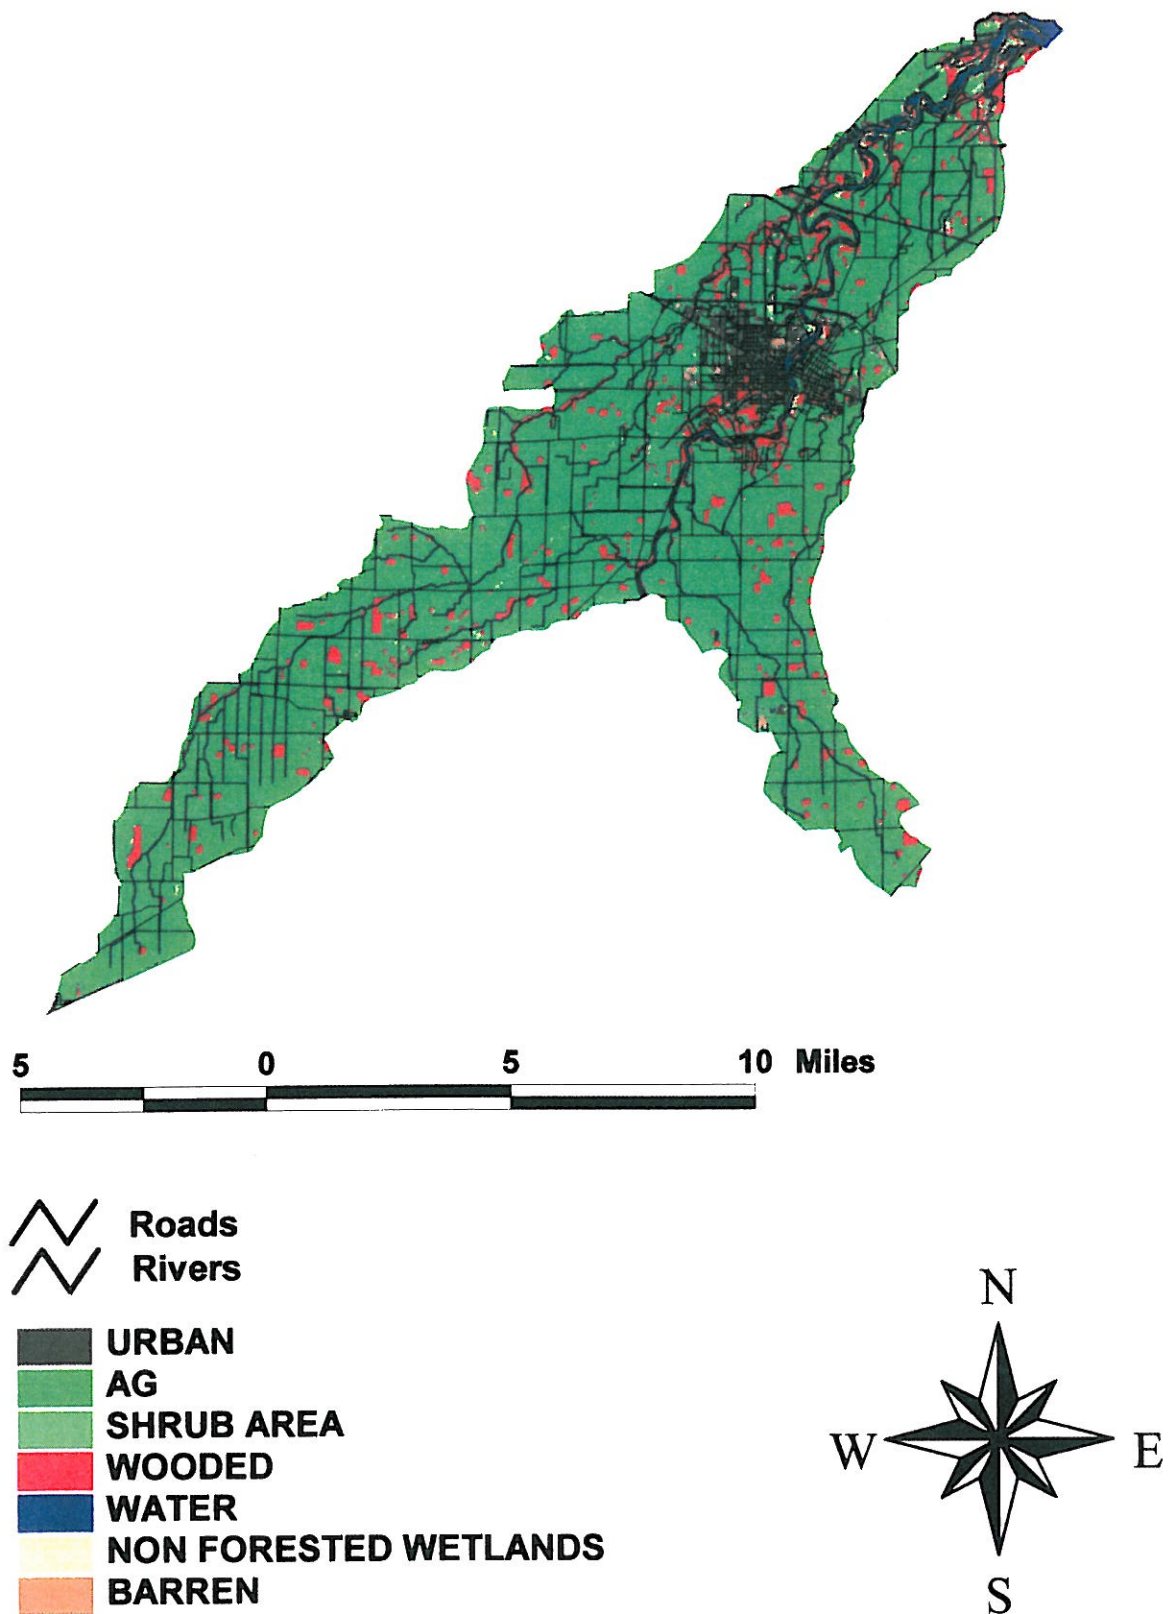 5 0 5 10 Miles
Roads
Rivers
URBAN
AG
SHRUB AREA
WOODED
WATER
NON FORESTED WETLANDS
BARREN
N
W E
S